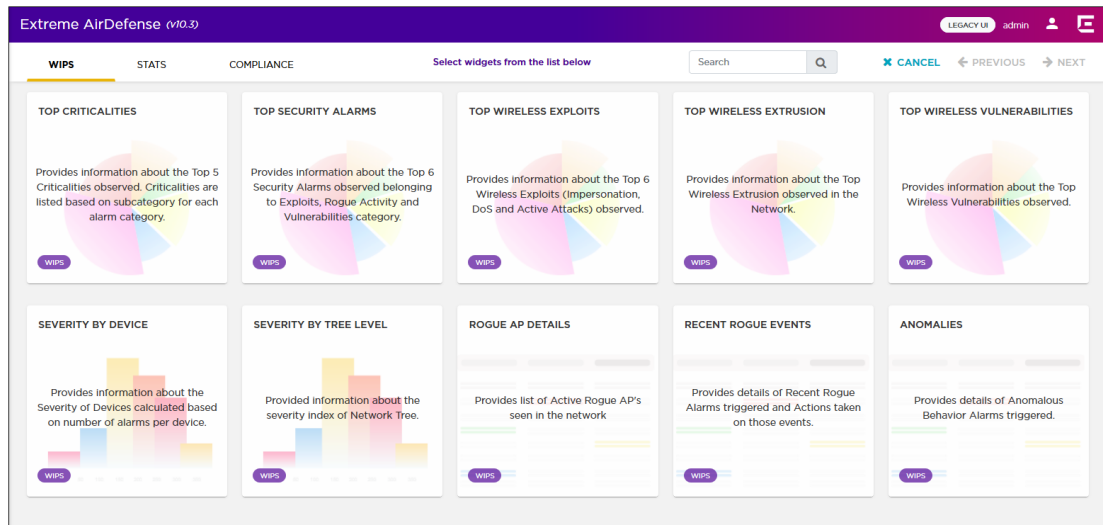 Extreme AirDefense (v10.3)
LEGACY UI admin
WIPS STATS COMPLIANCE Select widgets from the list below Search CANCEL PREVIOUS NEXT
TOP CRITICALITIES
Provides information about the Top 5
Criticalities observed. Criticalities are
listed based on subcategory for each
alarm category.
WIPS
TOP SECURITY ALARMS
Provides information about the Top 6
Security Alarms observed belonging
to Exploits, Rogue Activity and
Vulnerabilities category.
WIPS
TOP WIRELESS EXPLOITS
Provides information about the Top 6
Wireless Exploits (Impersonation,
DoS and Active Attacks) observed.
WIPS
TOP WIRELESS EXTRUSION
Provides information about the Top
Wireless Extrusion observed in the
Network.
WIPS
TOP WIRELESS VULNERABILITIES
Provides information about the Top
Wireless Vulnerabilities observed.
WIPS
SEVERITY BY DEVICE
Provides information about the
Severity of Devices calculated based
on number of alarms per device.
WIPS
SEVERITY BY TREE LEVEL
Provided information about the
severity index of Network Tree.
WIPS
ROGUE AP DETAILS
Provides list of Active Rogue AP's
seen in the network
WIPS
RECENT ROGUE EVENTS
Provides details of Recent Rogue
Alarms triggered and Actions taken
on those events.
WIPS
ANOMALIES
Provides details of Anomalous
Behavior Alarms triggered.
WIPS